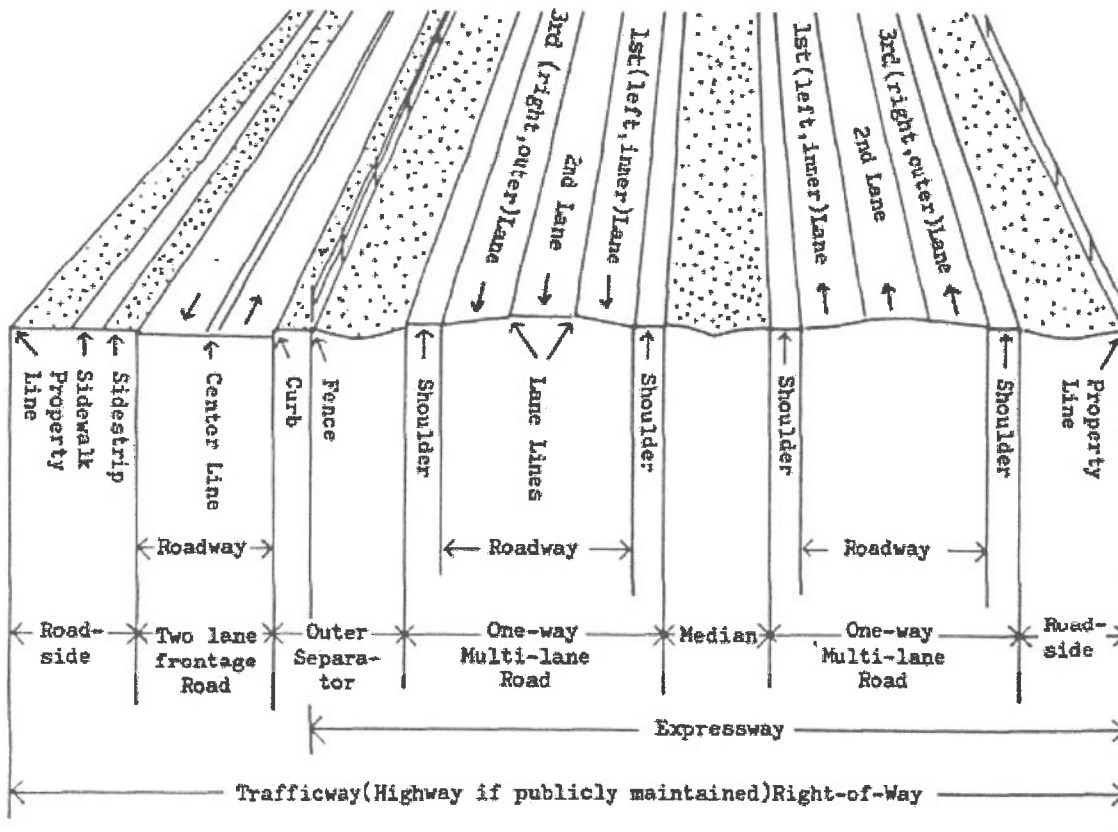 3rd (right,outer)Lane
2nd Lane
1st(left,inner)Lane
1st(left,inner)Lane
2nd Lane
3rd(right,outer)Lane
Property
Line
Sidewalk
Sidestrip
Center Line
Curb
Fence
Shoulder
Lane Lines
Shoulder
Shoulder
Shoulder
Property
Line
Roadway
Roadway
Roadway
Road-
side
Two lane
frontage
Road
Outer
Separa-
tor
One-way
Multi-lane
Road
Median
One-way
Multi-lane
Road
Road-
side
Expressway
Trafficway(Highway if publicly maintained)Right-of-Way